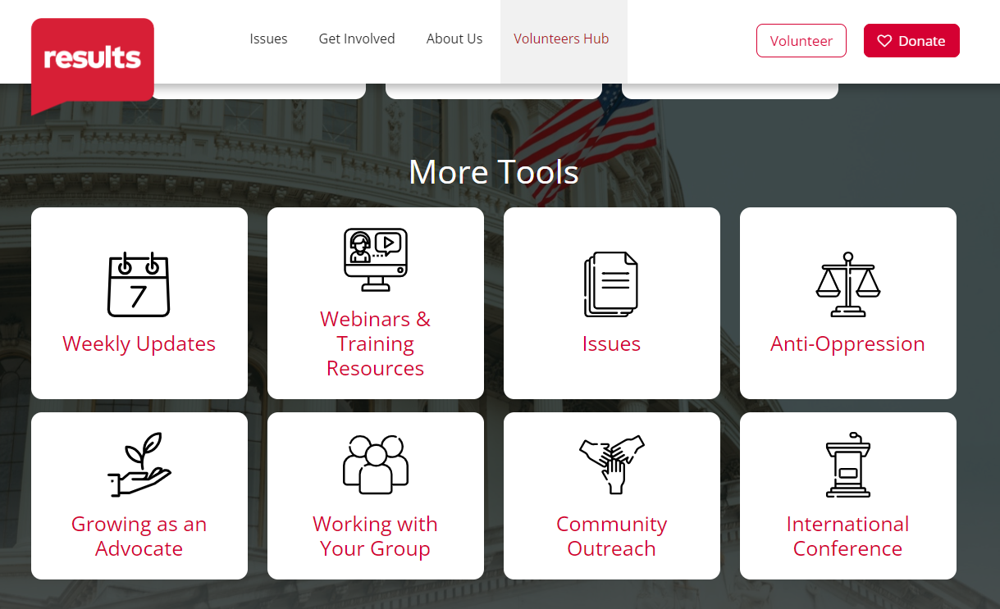 results
Issues
Get Involved
About Us
Volunteers Hub
Volunteer
Donate
More Tools
7
Weekly Updates
Webinars &
Training
Resources
Issues
Anti-Oppression
Growing as an
Advocate
Working with
Your Group
Community
Outreach
International
Conference